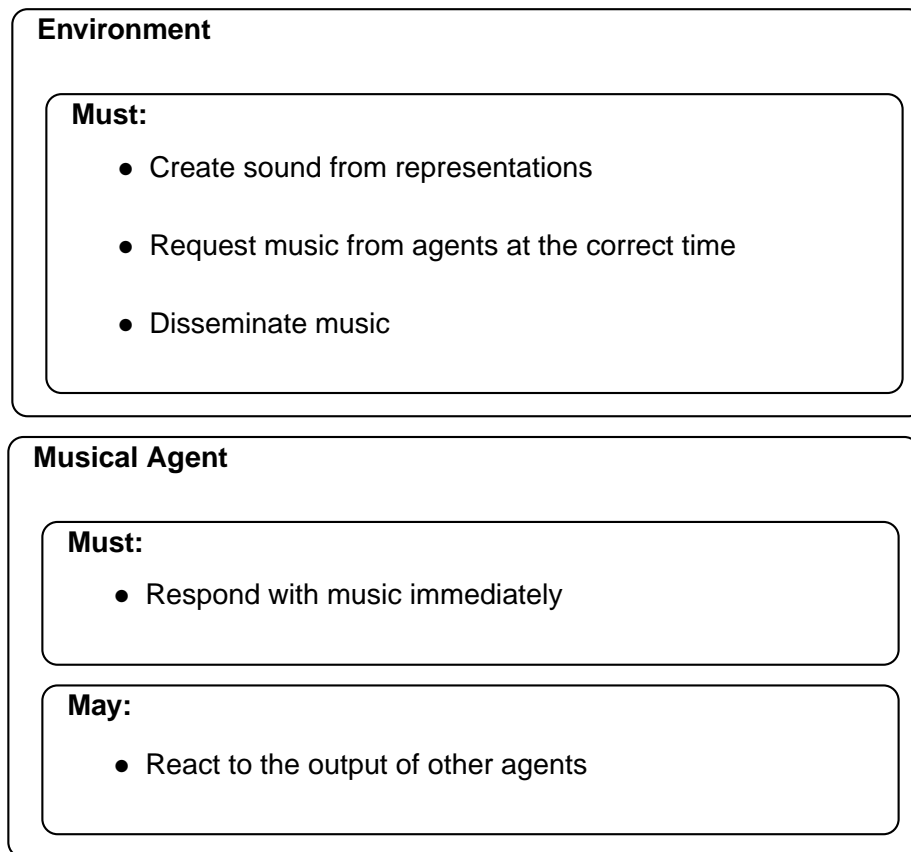 Environment
Must:
● Create sound from representations
● Request music from agents at the correct time
● Disseminate music
Musical Agent
Must:
● Respond with music immediately
May:
● React to the output of other agents